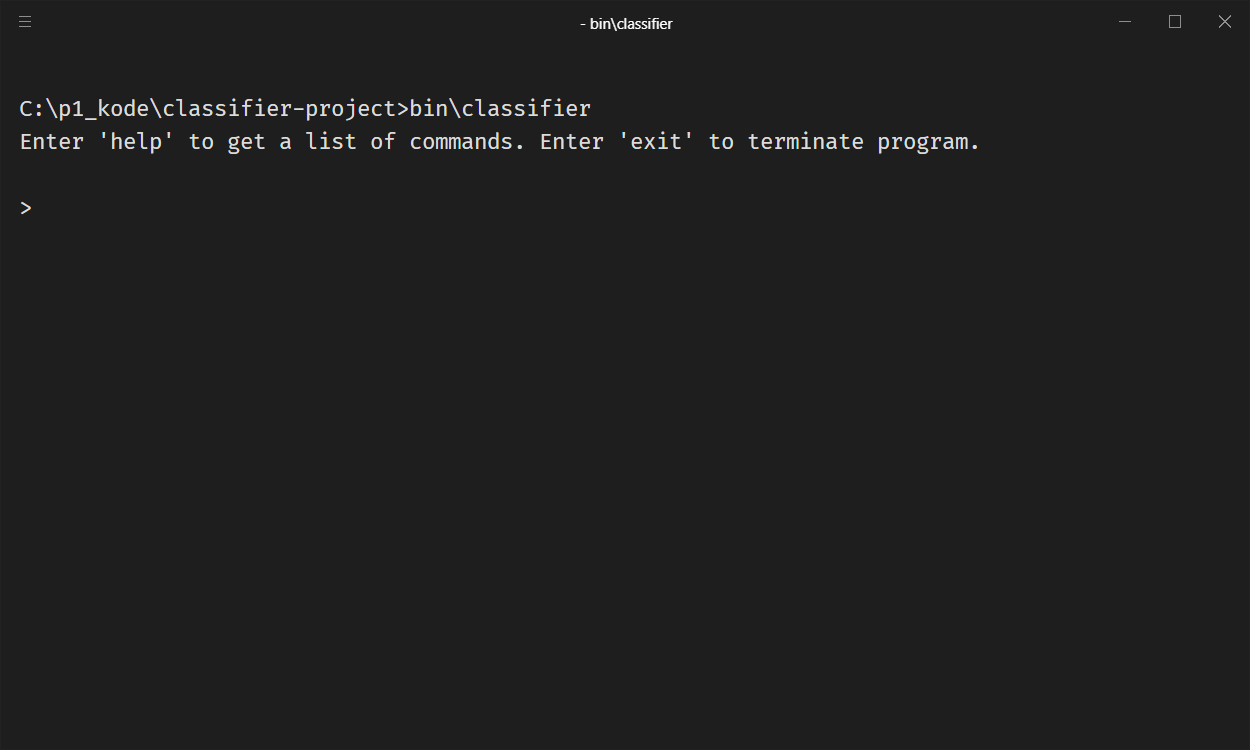 - bin\classifier
C:\p1_kode\classifier-project>bin\classifier
Enter 'help' to get a list of commands. Enter 'exit' to terminate program.
>